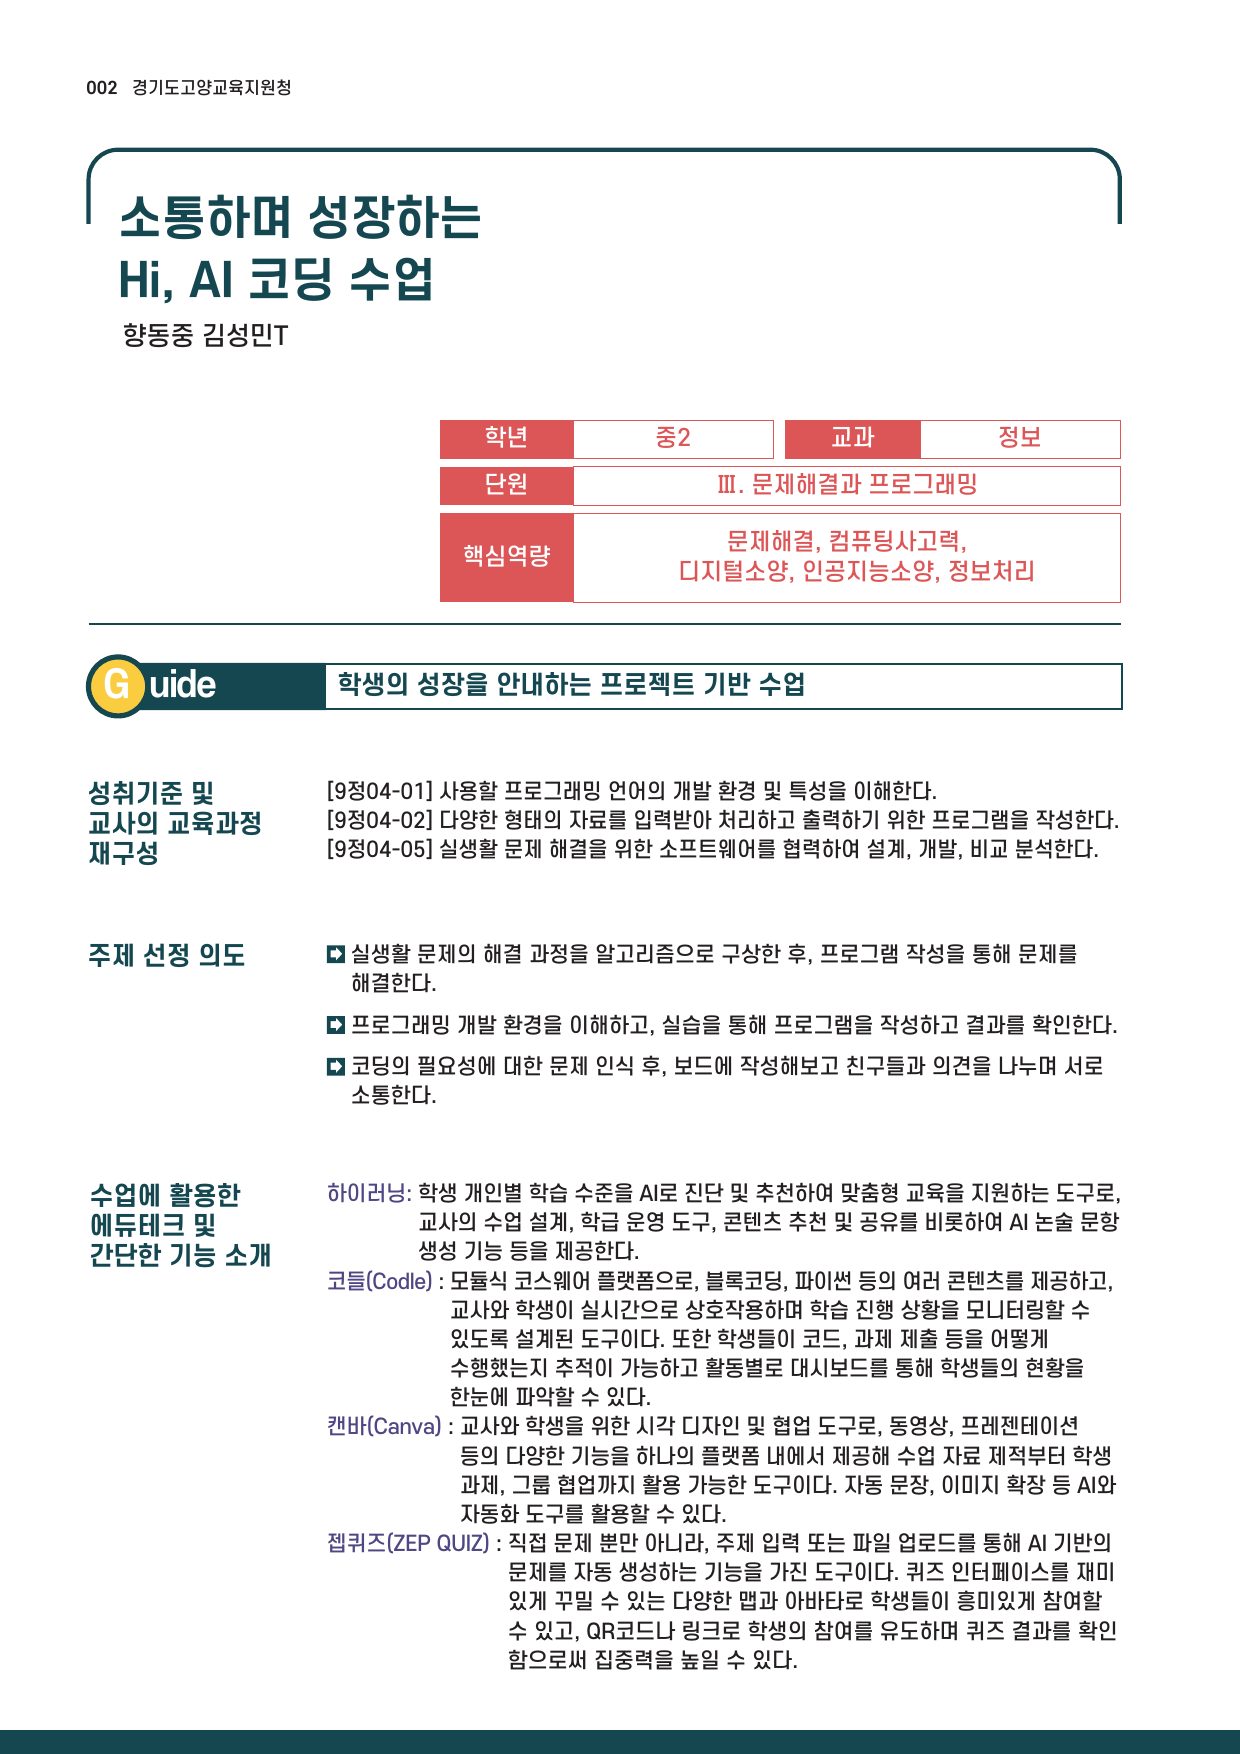 002 경기도고양교육지원청
소통하며 성장하는
Hi, AI 코딩 수업
향동중 김성민T
학년 중2 교과 정보
단원 Ⅲ. 문제해결과 프로그래밍
핵심역량 문제해결, 컴퓨팅사고력,
디지털소양, 인공지능소양, 정보처리
Guide 학생의 성장을 안내하는 프로젝트 기반 수업
성취기준 및
교사의 교육과정
재구성
[9정04-01] 사용할 프로그래밍 언어의 개발 환경 및 특성을 이해한다.
[9정04-02] 다양한 형태의 자료를 입력받아 처리하고 출력하기 위한 프로그램을 작성한다.
[9정04-05] 실생활 문제 해결을 위한 소프트웨어를 협력하여 설계, 개발, 비교 분석한다.
주제 선정 의도
실생활 문제의 해결 과정을 알고리즘으로 구상한 후, 프로그램 작성을 통해 문제를
해결한다.
프로그래밍 개발 환경을 이해하고, 실습을 통해 프로그램을 작성하고 결과를 확인한다.
코딩의 필요성에 대한 문제 인식 후, 보드에 작성해보고 친구들과 의견을 나누며 서로
소통한다.
수업에 활용한
에듀테크 및
간단한 기능 소개
하이러닝: 학생 개인별 학습 수준을 AI로 진단 및 추천하여 맞춤형 교육을 지원하는 도구로,
교사의 수업 설계, 학급 운영 도구, 콘텐츠 추천 및 공유를 비롯하여 AI 논술 문항
생성 기능 등을 제공한다.
코들(Codle) : 모듈식 코스웨어 플랫폼으로, 블록코딩, 파이썬 등의 여러 콘텐츠를 제공하고,
교사와 학생이 실시간으로 상호작용하며 학습 진행 상황을 모니터링할 수
있도록 설계된 도구이다. 또한 학생들이 코드, 과제 제출 등을 어떻게
수행했는지 추적이 가능하고 활동별로 대시보드를 통해 학생들의 현황을
한눈에 파악할 수 있다.
캔바(Canva) : 교사와 학생을 위한 시각 디자인 및 협업 도구로, 동영상, 프레젠테이션
등의 다양한 기능을 하나의 플랫폼 내에서 제공해 수업 자료 제적부터 학생
과제, 그룹 협업까지 활용 가능한 도구이다. 자동 문장, 이미지 확장 등 AI와
자동화 도구를 활용할 수 있다.
젭퀴즈(ZEP QUIZ) : 직접 문제 뿐만 아니라, 주제 입력 또는 파일 업로드를 통해 AI 기반의
문제를 자동 생성하는 기능을 가진 도구이다. 퀴즈 인터페이스를 재미
있게 꾸밀 수 있는 다양한 맵과 아바타로 학생들이 흥미있게 참여할
수 있고, QR코드나 링크로 학생의 참여를 유도하며 퀴즈 결과를 확인
함으로써 집중력을 높일 수 있다.